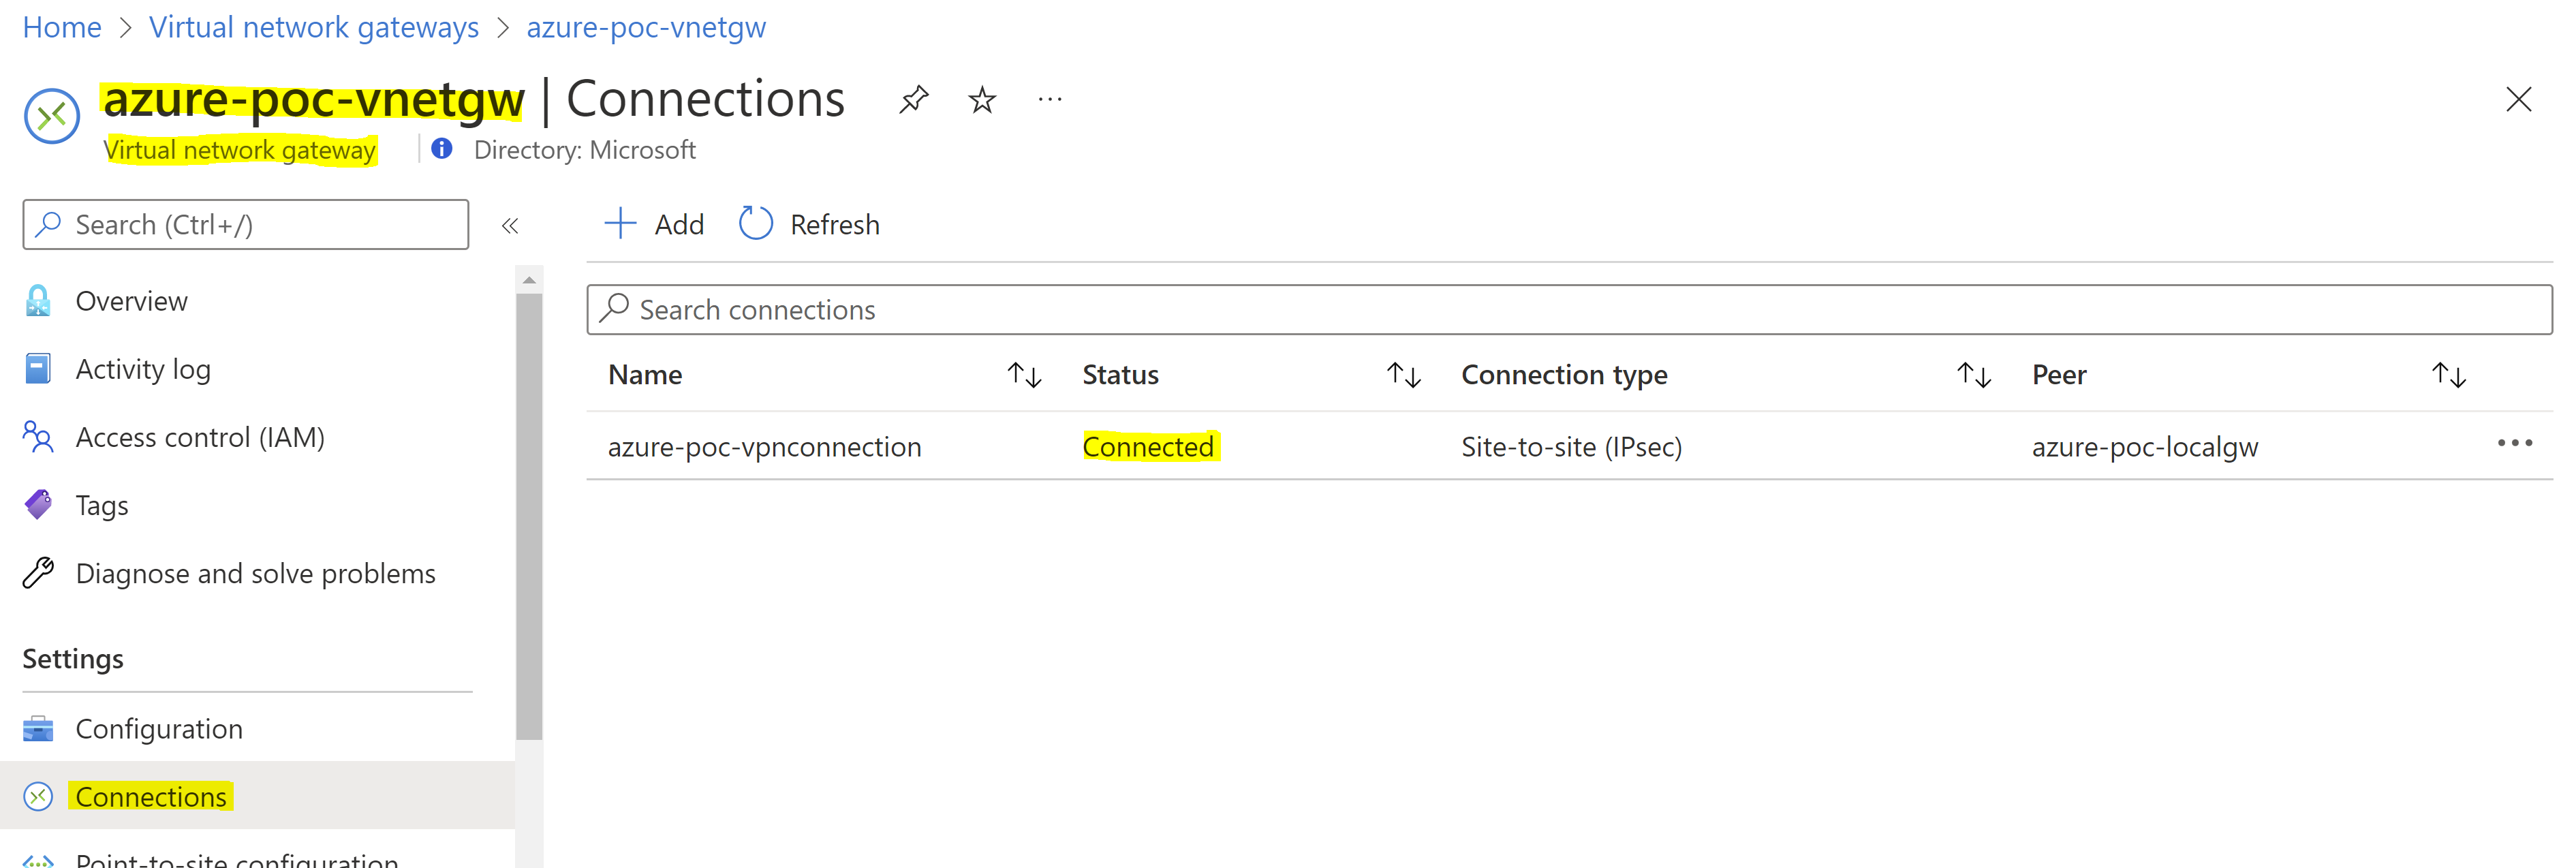 Home > Virtual network gateways > azure-poc-vnetgw
azure-poc-vnetgw | Connections
Virtual network gateway
Directory: Microsoft
Search (Ctrl+/)
Overview
Activity log
Access control (IAM)
Tags
Diagnose and solve problems
Settings
Configuration
Connections
Point-to-site configuration
Add Refresh
Search connections
Name Status Connection type Peer
azure-poc-vpnconnection Connected Site-to-site (IPsec) azure-poc-localgw